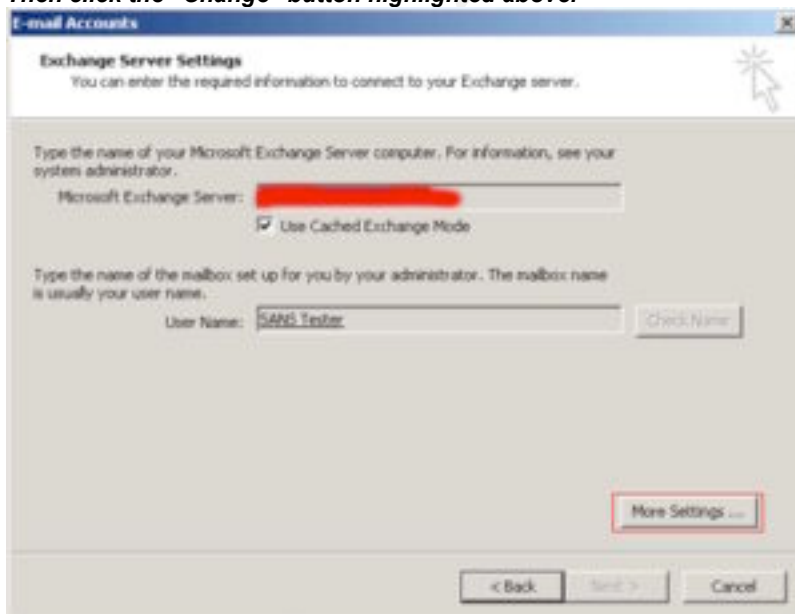 Then click the "Change" button highlighted above.
E-mail Accounts
Exchange Server Settings
You can enter the required information to connect to your Exchange server.
Type the name of your Microsoft Exchange Server computer. For information, see your
system administrator.
Microsoft Exchange Server:
Use Cached Exchange Mode
Type the name of the mailbox set up for you by your administrator. The mailbox name
is usually your user name.
User Name: SANS Tester Check Name
More Settings ...
< Back Next > Cancel